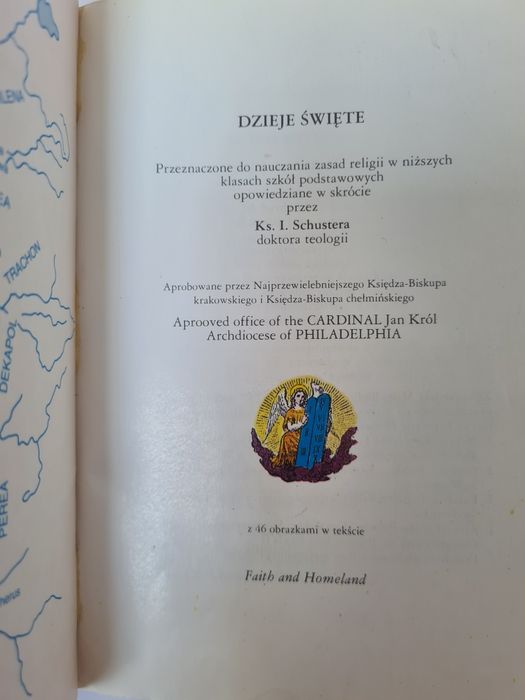 DZIEJE ŚWIĘTE
Przeznaczone do nauczania zasad religii w niższych
klasach szkół podstawowych
opowiedziane w skrócie
przez
Ks. I. Schustera
doktora teologii
Aprobowane przez Najprzewielebniejszego Księdza-Biskupa
krakowskiego i Księdza-Biskupa chełmińskiego
Aprooved office of the CARDINAL Jan Król
Archdiocese of PHILADELPHIA
z 46 obrazkami w tekście
Faith and Homeland
TRACHON
DEKAPOL
PEREA